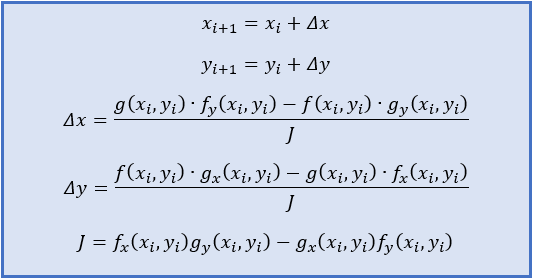 x_{i+1} = x_i + Δx
y_{i+1} = y_i + Δy
Δx = \frac{g(x_i, y_i) · f_y(x_i, y_i) − f(x_i, y_i) · g_y(x_i, y_i)}{J}
Δy = \frac{f(x_i, y_i) · g_x(x_i, y_i) − g(x_i, y_i) · f_x(x_i, y_i)}{J}
J = f_x(x_i, y_i)g_y(x_i, y_i) − g_x(x_i, y_i)f_y(x_i, y_i)